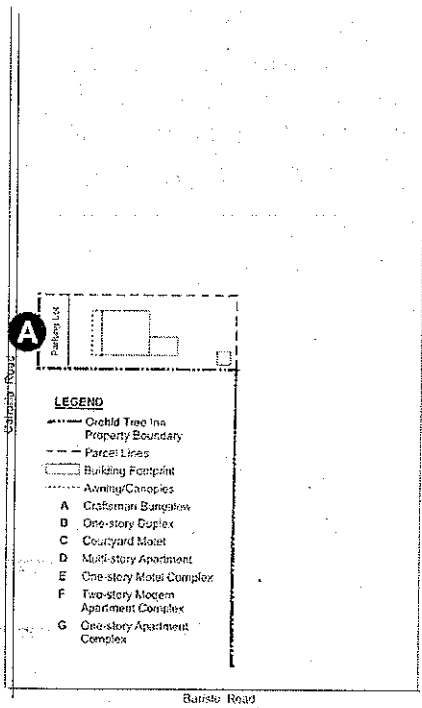 A
Parking Lot
Cahuilla Road
LEGEND
Orchid Tree Inn
Property Boundary
Parcel Lines
Building Footprint
Awning/Canopies
A Craftsman Bungalow
B One-story Duplex
C Courtyard Motel
D Multi-story Apartment
E One-story Motel Complex
F Two-story Modern
Apartment Complex
G One-story Apartment
Complex
Baristo Road